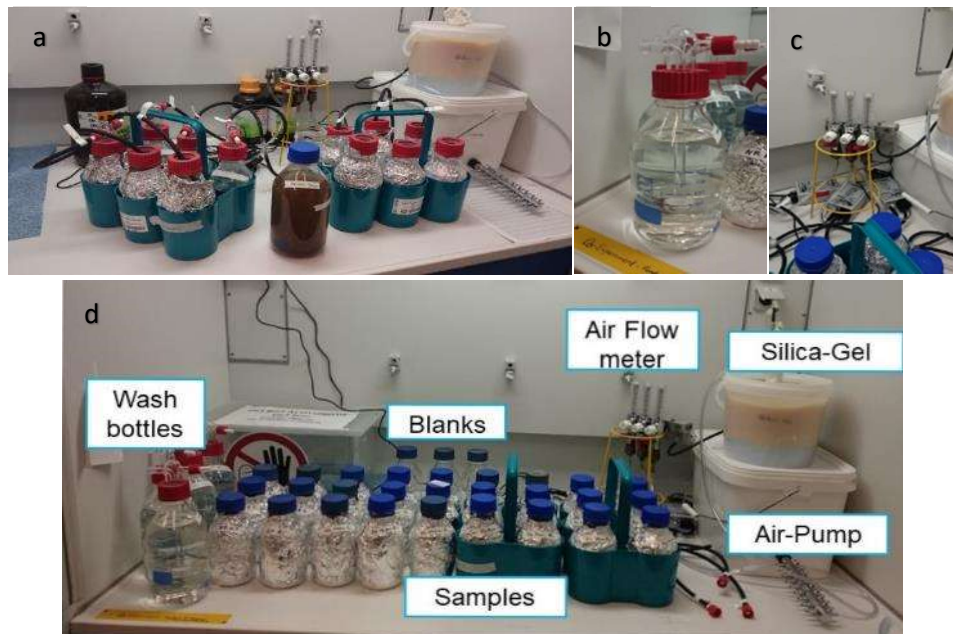 a
b
c
d
Wash
bottles
Blanks
Air Flow
meter
Silica-Gel
Air-Pump
Samples